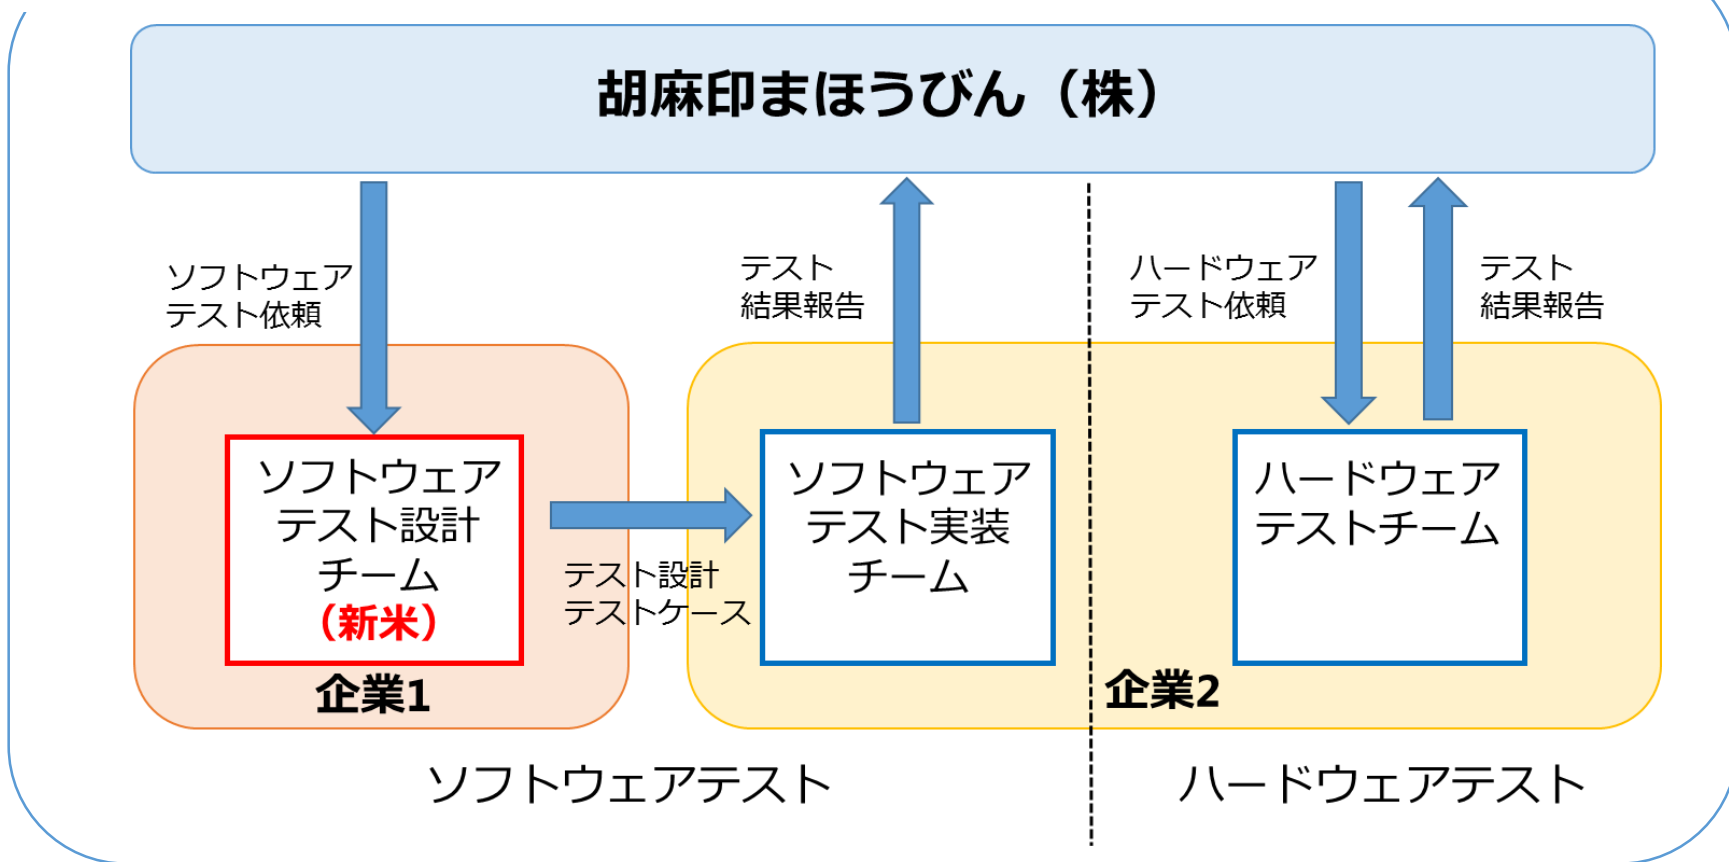 胡麻印まほうびん（株）
ソフトウェア
テスト依頼
テスト
結果報告
ハードウェア
テスト依頼
テスト
結果報告
ソフトウェア
テスト設計
チーム
（新米）
企業1
テスト設計
テストケース
ソフトウェア
テスト実装
チーム
ハードウェア
テストチーム
企業2
ソフトウェアテスト
ハードウェアテスト